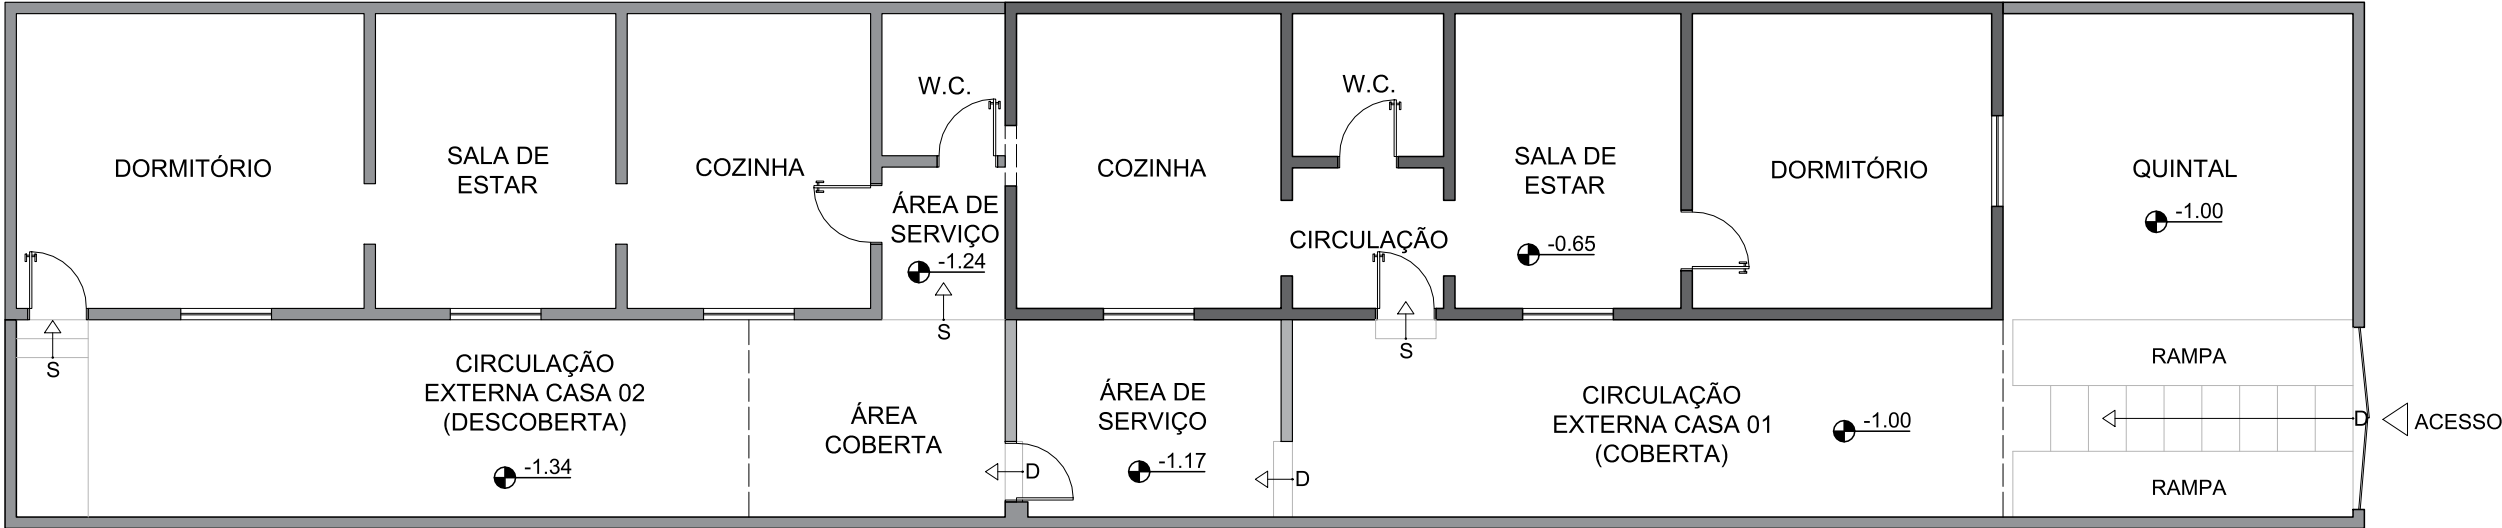 DORMITÓRIO
SALA DE
ESTAR
COZINHA
W.C.
ÁREA DE
SERVIÇO
-1.24
S
COZINHA
W.C.
CIRCULAÇÃO
SALA DE
ESTAR
-0.65
DORMITÓRIO
QUINTAL
-1.00
S
CIRCULAÇÃO
EXTERNA CASA 02
(DESCOBERTA)
-1.34
ÁREA
COBERTA
D
ÁREA DE
SERVIÇO
-1.17
D
S
CIRCULAÇÃO
EXTERNA CASA 01
(COBERTA)
-1.00
RAMPA
D
ACESSO
RAMPA